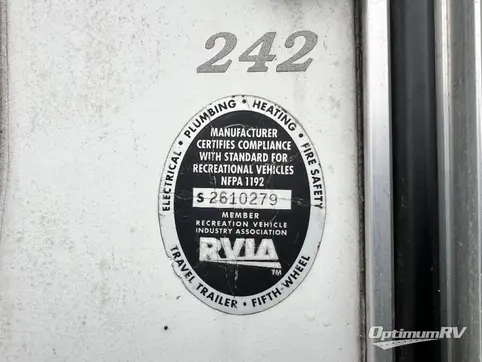 242
ELECTRICAL • PLUMBING • HEATING • FIRE SAFETY
MANUFACTURER
CERTIFIES COMPLIANCE
WITH STANDARD FOR
RECREATIONAL VEHICLES
NFPA 1192
S 2610279
MEMBER
RECREATION VEHICLE
INDUSTRY ASSOCIATION
RVIA
TM
TRAVEL TRAILER • FIFTH-WHEEL
OptimumRV